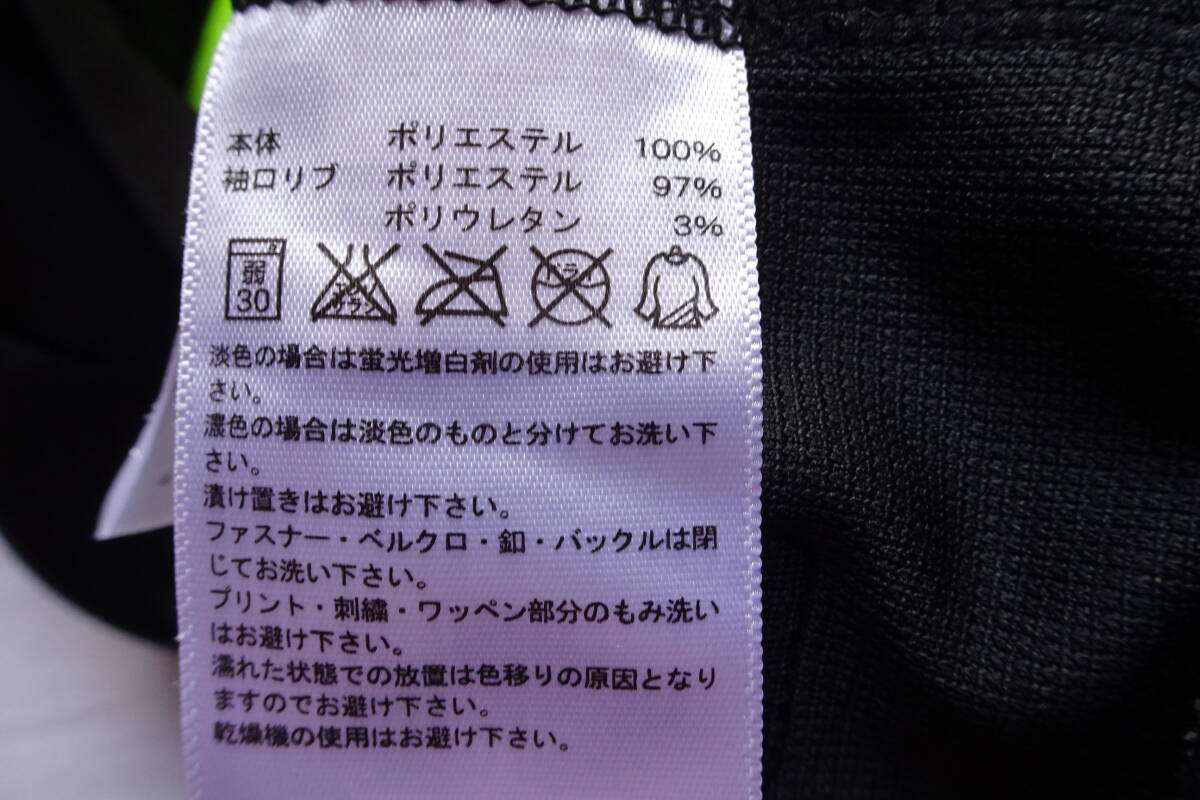 本体 ポリエステル 100%
袖口リブ ポリエステル 97%
ポリウレタン 3%
弱
30
エンソ
サラシ
ドライ
淡色の場合は蛍光増白剤の使用はお避け下
さい。
濃色の場合は淡色のものと分けてお洗い下
さい。
漬け置きはお避け下さい。
ファスナー・ベルクロ・釦・バックルは閉
じてお洗い下さい。
プリント・刺繍・ワッペン部分のもみ洗い
はお避け下さい。
濡れた状態での放置は色移りの原因となり
ますのでお避け下さい。
乾燥機の使用はお避け下さい。